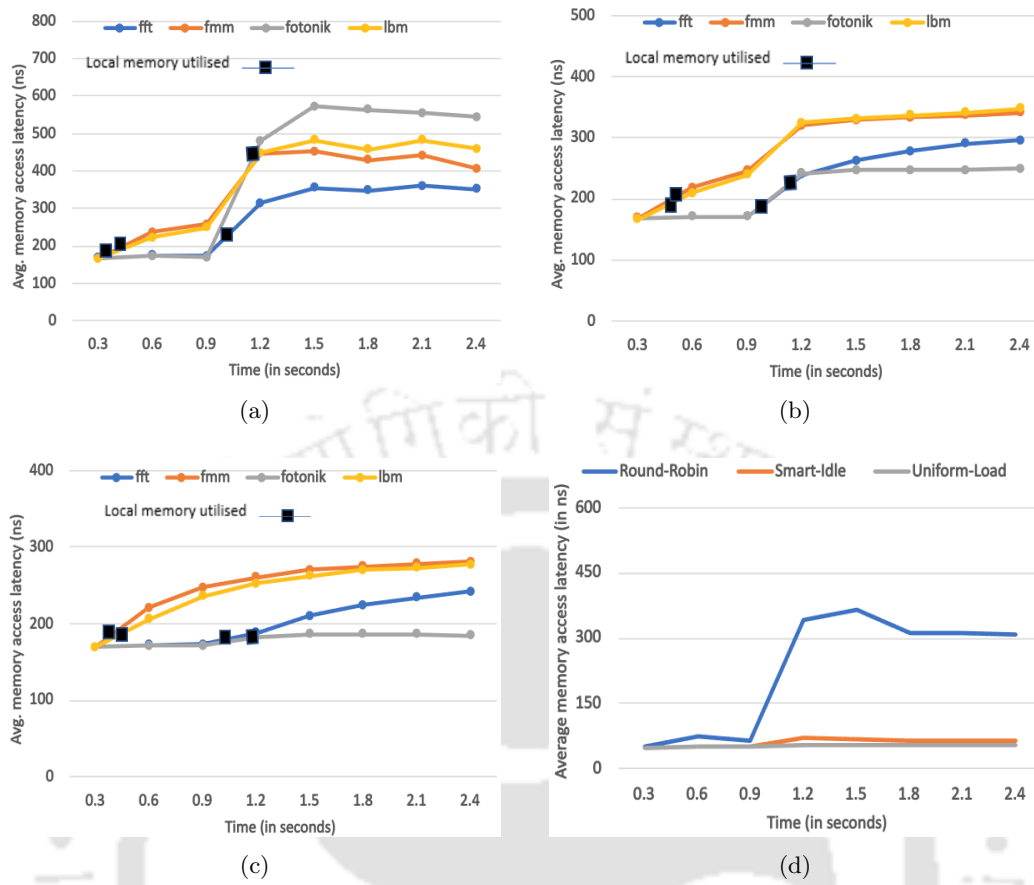 800
700
600
500
400
300
200
100
0
fft fmm fotonik lbm
Local memory utilised
Avg. memory access latency (ns)
0.3 0.6 0.9 1.2 1.5 1.8 2.1 2.4
Time (in seconds)
(a)
500
400
300
200
100
0
fft fmm fotonik lbm
Local memory utilised
Avg. memory access latency (ns)
0.3 0.6 0.9 1.2 1.5 1.8 2.1 2.4
Time (in seconds)
(b)
400
300
200
100
0
fft fmm fotonik lbm
Local memory utilised
Avg. memory access latency (ns)
0.3 0.6 0.9 1.2 1.5 1.8 2.1 2.4
Time (in seconds)
(c)
Round-Robin Smart-Idle Uniform-Load
600
450
300
150
0
Average memory access latency (in ns)
0.3 0.6 0.9 1.2 1.5 1.8 2.1 2.4
Time (in seconds)
(d)